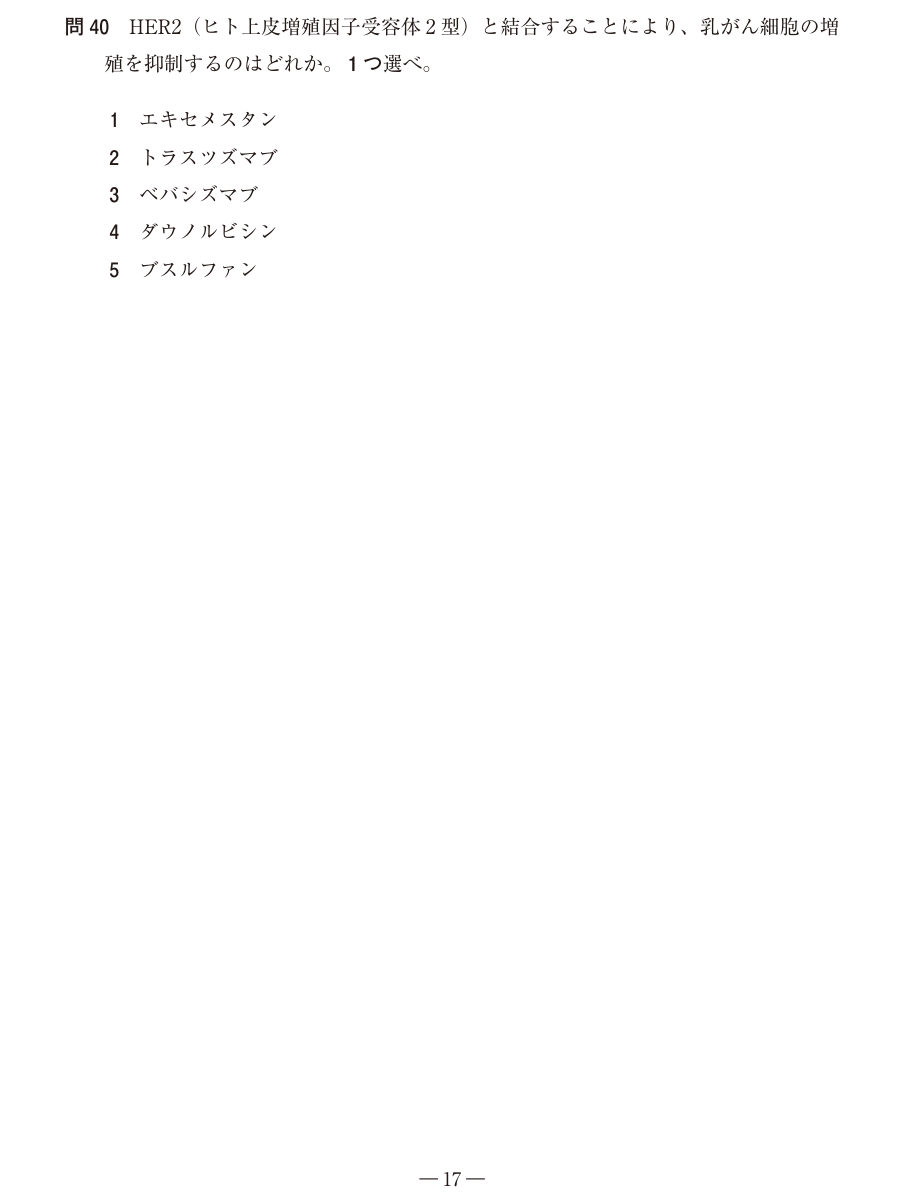 問 40　HER2（ヒト上皮増殖因子受容体２型）と結合することにより、乳がん細胞の増
殖を抑制するのはどれか。１つ選べ。
1　エキセメスタン
2　トラスツズマブ
3　ベバシズマブ
4　ダウノルビシン
5　ブスルファン
— 17 —